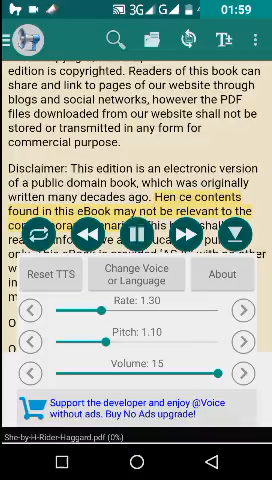 01:59
edition is copyrighted. Readers of this book can
share and link to pages of our website through
blogs and social networks, however the PDF
files downloaded from our website shall not
be stored or transmitted in any form for
commercial purpose.
Disclaimer: This edition is an electronic version
of a public domain book, which was originally
written many decades ago. Hen ce contents
found in this eBook may not be relevant to the
Reset TTS
Change Voice
or Language
About
Rate: 1.30
Pitch: 1.10
Volume: 15
Support the developer and enjoy @Voice
without ads. Buy No Ads upgrade!
She-by-H-Rider-Haggard.pdf (0%)